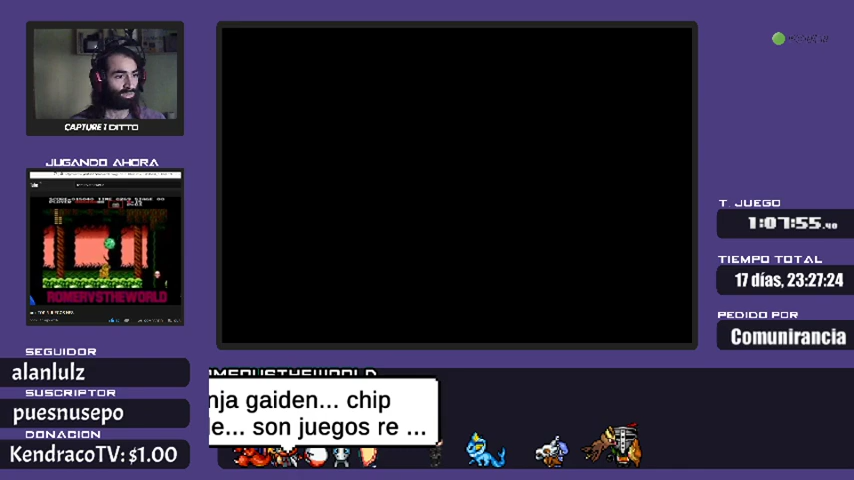 CAPTURE 1 DITTO
JUGANDO AHORA
ROMERVSTHEWORLD
SEGUIDOR
alanlulz
SUSCRIPTOR
puesnusepo
DONACION
KendracoTV: $1.00
T. JUEGO
1:07:55.40
TIEMPO TOTAL
17 días, 23:27:24
PEDIDO POR
Comunirancia
OMERVSTHEWORLD
nja gaiden... chip
e... son juegos re ...